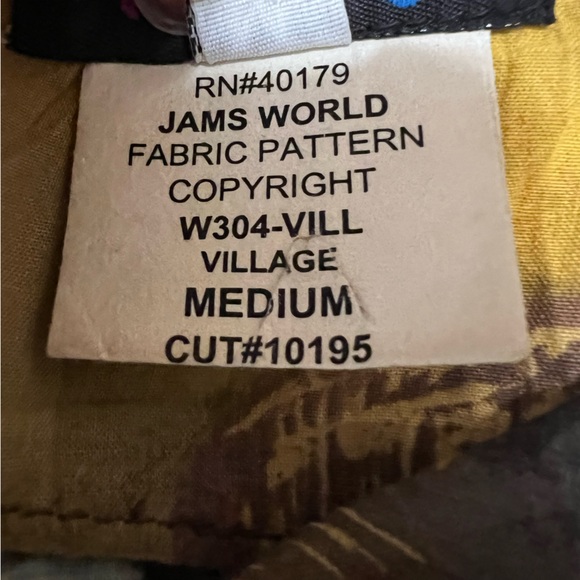 RN#40179
JAMS WORLD
FABRIC PATTERN
COPYRIGHT
W304-VILL
VILLAGE
MEDIUM
CUT#10195